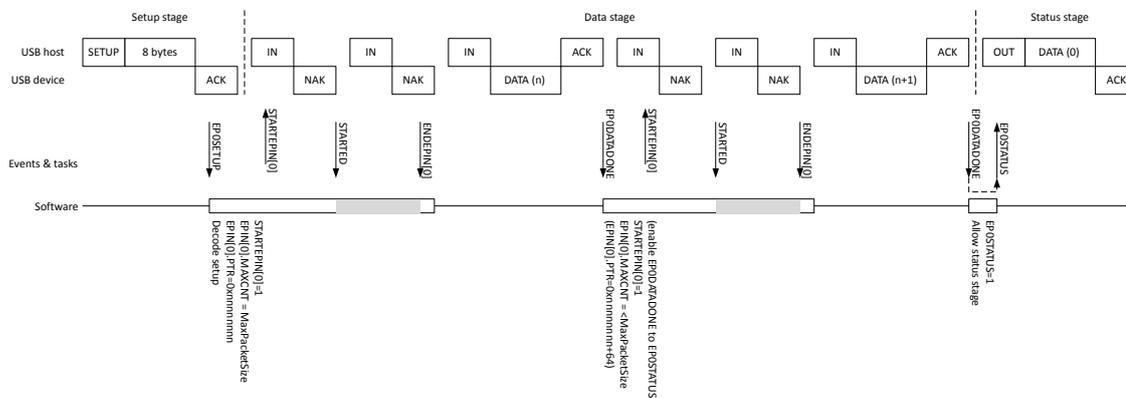 Setup stage
Data stage
Status stage
USB host
SETUP
8 bytes
IN
IN
IN
ACK
IN
IN
IN
ACK
OUT
DATA (0)
USB device
ACK
NAK
NAK
DATA (n)
NAK
NAK
DATA (n+1)
ACK
Events & tasks
EP0SETUP
STARTEPIN[0]
STARTED
ENDEPIN[0]
EP0DATADONE
STARTEPIN[0]
STARTED
ENDEPIN[0]
EP0DATADONE
EP0STATUS
Software
STARTEPIN[0]=1
EPIN[0].MAXCNT = MaxPacketSize
EPIN[0].PTR=0xnnnnnnnn
Decode setup
(enable EP0DATADONE to EP0STATUS
STARTEPIN[0]=1
EPIN[0].MAXCNT = <MaxPacketSize
(EPIN[0].PTR=0xnnnnnnnn+64)
EP0STATUS=1
Allow status stage